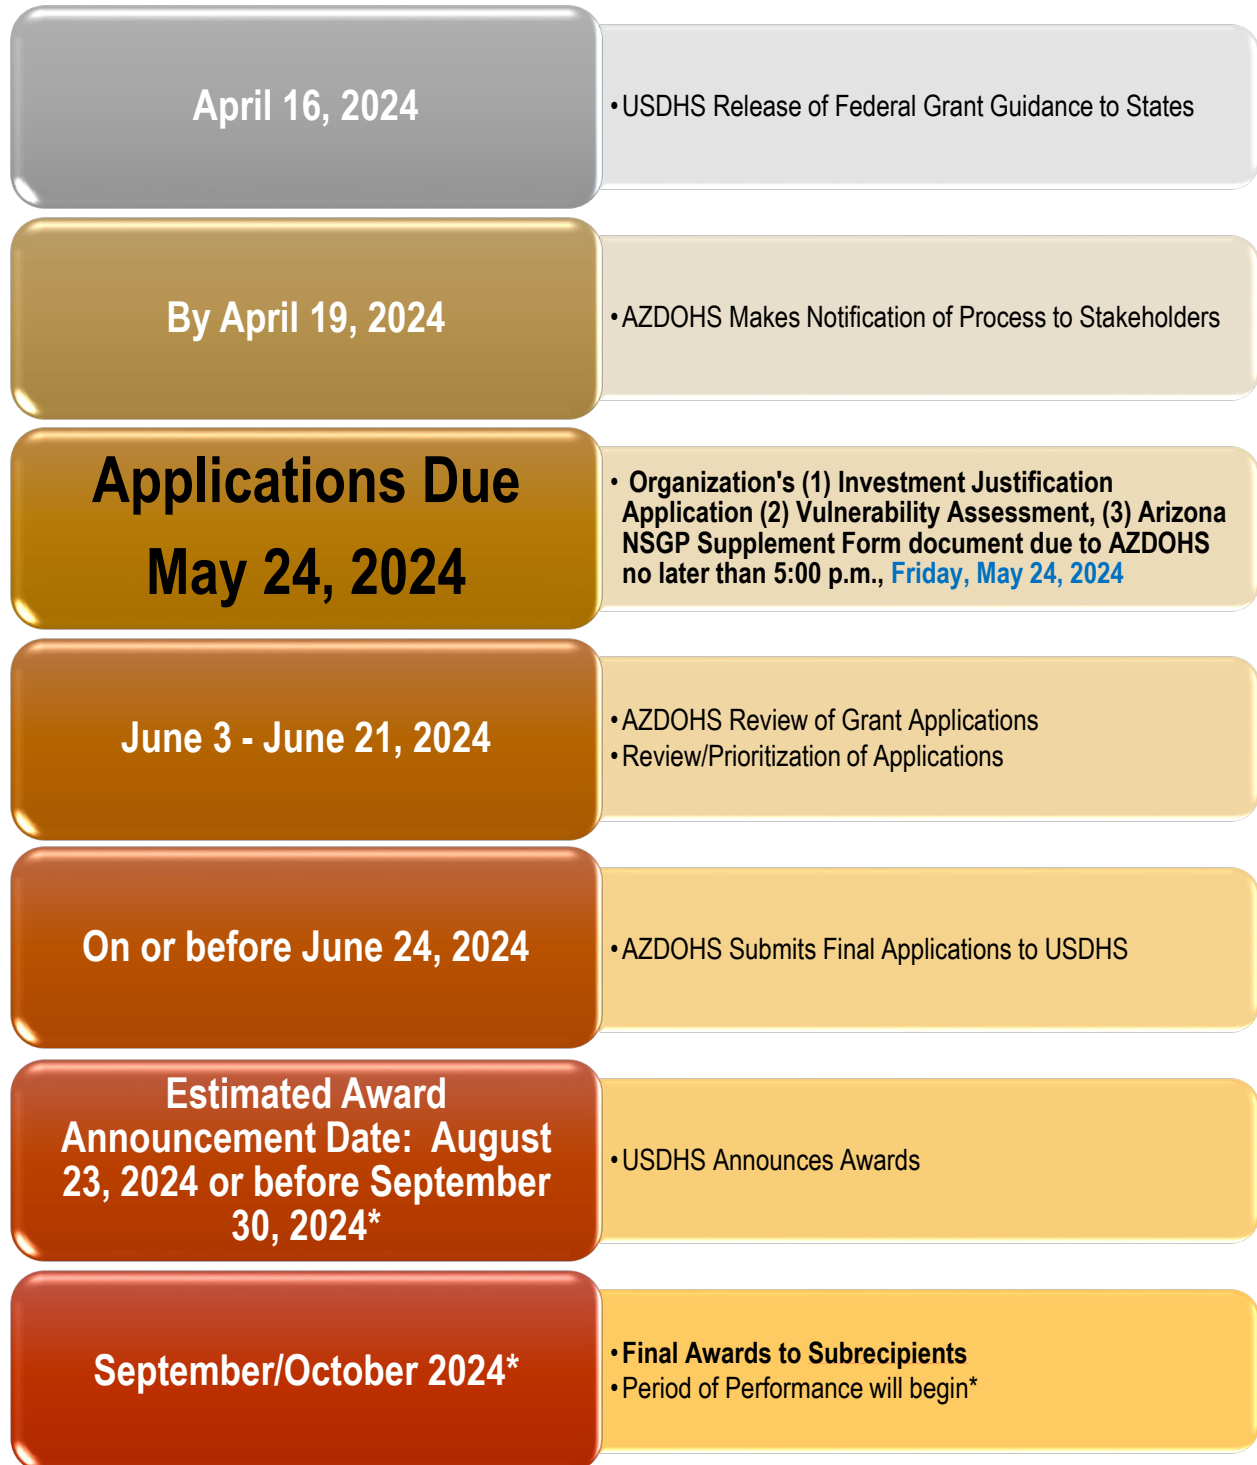 April 16, 2024
• USDHS Release of Federal Grant Guidance to States
By April 19, 2024
• AZDOHS Makes Notification of Process to Stakeholders
Applications Due
May 24, 2024
• Organization's (1) Investment Justification
Application (2) Vulnerability Assessment, (3) Arizona
NSGP Supplement Form document due to AZDOHS
no later than 5:00 p.m., Friday, May 24, 2024
June 3 - June 21, 2024
• AZDOHS Review of Grant Applications
• Review/Prioritization of Applications
On or before June 24, 2024
• AZDOHS Submits Final Applications to USDHS
Estimated Award
Announcement Date: August
23, 2024 or before September
30, 2024*
• USDHS Announces Awards
September/October 2024*
• Final Awards to Subrecipients
• Period of Performance will begin*